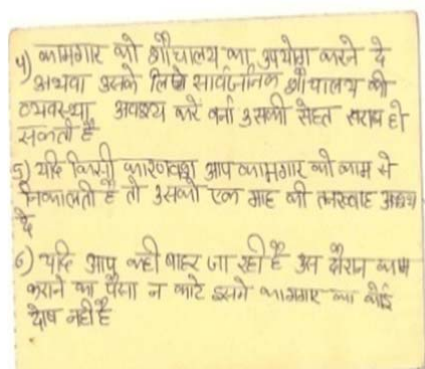 4) कामगार को शौचालय का उपयोग करने दे
अथवा उसके लिये सार्वजनिक शौचालय की
व्यवस्था अवश्य करे वर्ना उसकी सेहत खराब हो
सकती है
5) यदि किसी कारणवश आप कामगार को काम से
निकालती है तो उसको एक माह की तनख्वाह अवश्य
दे
6) यदि आप कही बाहर जा रही है उस दौरान काम
कराने का पैसा न काटे इसमे कामगार का कोई
दोष नही है